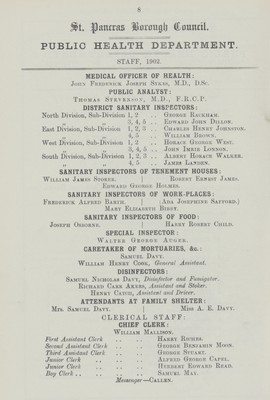 8
St. Pancras Borough Council.
PUBLIC HEALTH DEPARTMENT.
STAFF, 1902.
MEDICAL OFFICER OF HEALTH:
JOHN FREDERICK JOSEPH SYKES, M.D., D.Sc.
PUBLIC ANALYST:
THOMAS STEVENSON, M.D., F.R.C.P.
DISTRICT SANITARY INSPECTORS:
North Division, Sub-Division 1, 2 .. GEORGE RACKHAM.
„ „ 3, 4, 5 .. EDWARD JOHN DILLON.
East Division, Sub-Division 1, 2, 3 .. CHARLES HENRY JOHNSTON.
„ „ 4, 5 .. WILLIAM BROWN.
West Division, Sub-Division 1, 2 .. HORACE GEORGE WEST.
„ „ 3, 4, 5 .. JOHN IMRIE LONDON.
South Division, Sub-Division 1, 2, 3 .. ALBERT HORACE WALKER.
„ „ 4, 5 .. JAMES LAWDEN.
SANITARY INSPECTORS OF TENEMENT HOUSES:
WILLIAM JAMES STOKES. | ROBERT ERNEST JAMES.
EDWARD GEORGE HOLMES.
SANITARY INSPECTORS OF WORK-PLACES:
FREDERICK ALFRED | ADA JOSEPHINE SAFFORD.
MARY ELIZABETH BIBBY.
SANITARY INSPECTORS OF FOOD:
JOSEPH OSBORNE. | HARRY ROBERT CHILD.
SPECIAL INSPECTOR:
WALTER GEORGE AUGER.
CARETAKER OF MORTUARIES, &c.:
SAMUEL DAVY.
WILLIAM HENRY COOK, General Assistant.
DISINFECTORS:
SAMUEL NICHOLAS DAVY, Disinfector and Fumigator.
RICHARD CARR AKERS, Assistant and Stoker.
HENRY CATCH, Assistant and Driver.
ATTENDANTS AT FAMILY SHELTER:
MRS. SAMUEL DAVY. | MISS A. E. DAVY.
CLERICAL STAFF:
CHIEF CLERK:
WILLIAM MALLISON.
First Assistant Clerk .. .. .. HARRY RICHES.
Second Assistant Clerk .. .. .. GEORGE BENJAMIN MOON.
Third Assistant Clerk .. .. .. GEORGE STUART.
Junior Clerk .. .. .. ALFRED GEORGE CAPEL.
Junior Clerk .. .. .. HERBERT EDWARD READ.
Boy Clerk .. .. .. SAMUEL MAY.
Messenger—CALLEN.